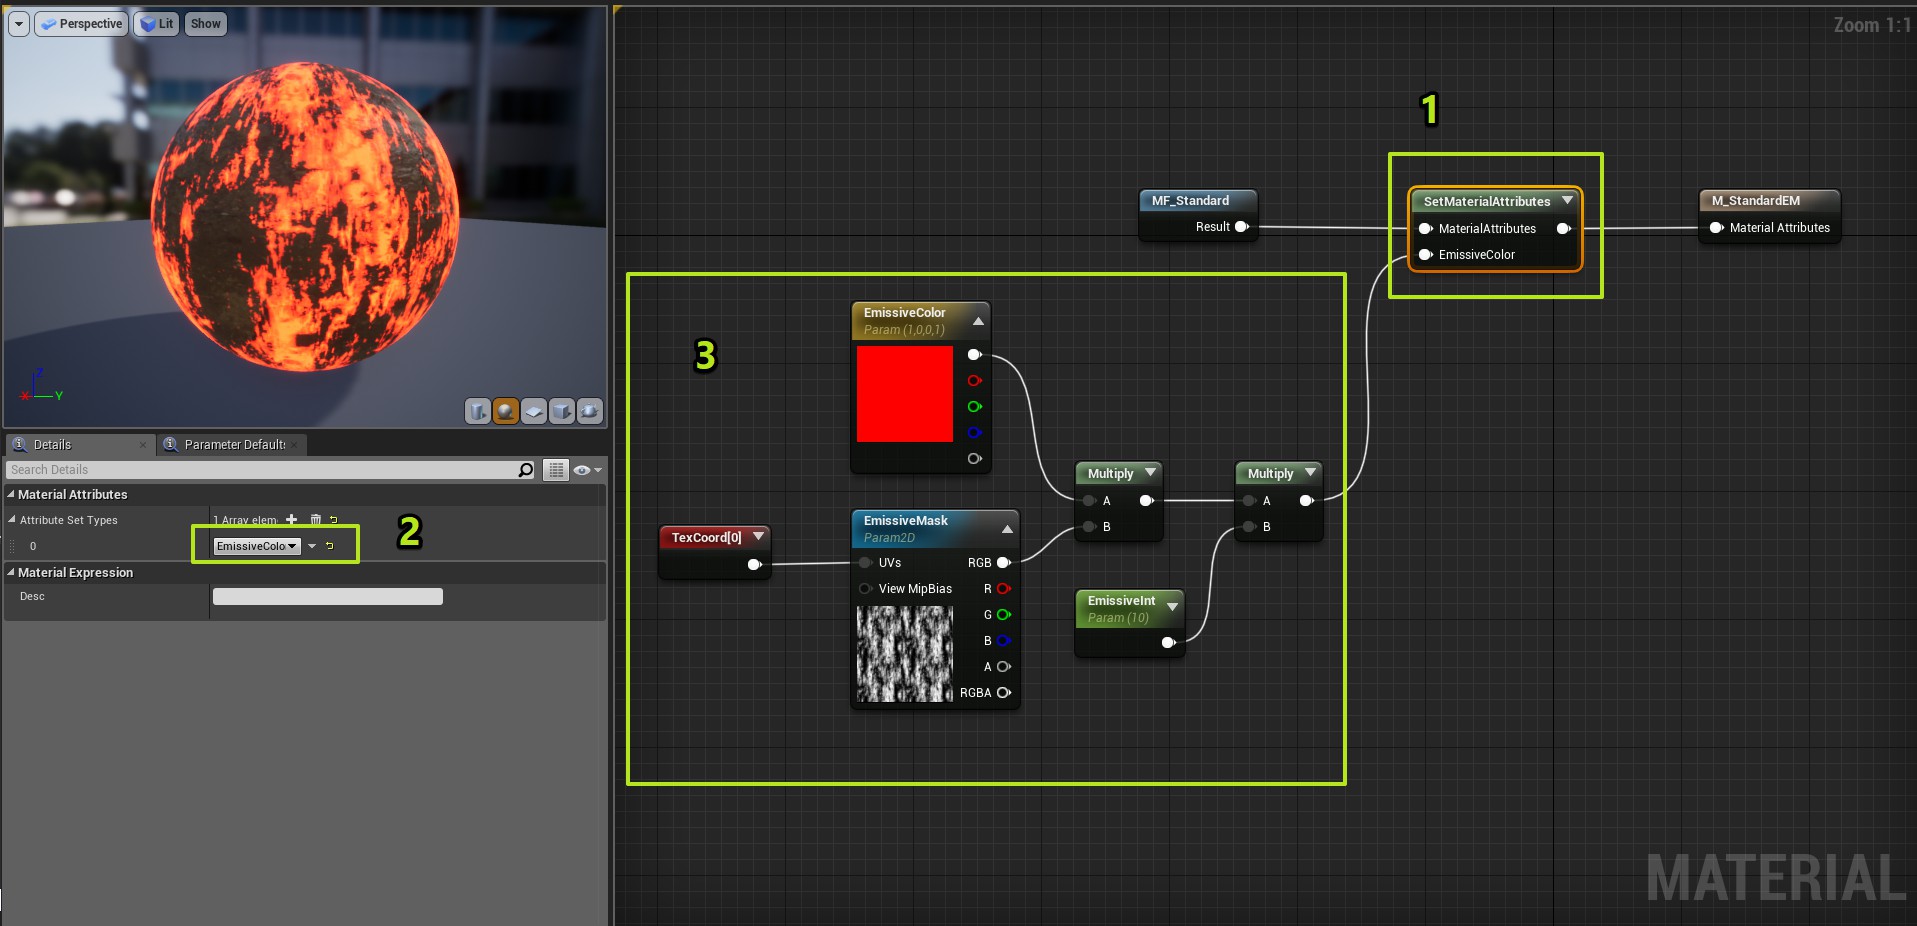 Perspective
Lit
Show
Zoom 1:1
1
MF_Standard
Result
SetMaterialAttributes
MaterialAttributes
EmissiveColor
M_StandardEM
Material Attributes
3
EmissiveColor
Param (1,0,0,1)
Multiply
A
B
Multiply
A
B
TexCoord[0]
EmissiveMask
Param2D
UVs
RGB
View MipBias
R
G
B
A
RGBA
EmissiveInt
Param (10)
Z
X
Y
Details
Parameter Defaults
Search Details
Material Attributes
Attribute Set Types
1 Array elem
2
0
EmissiveColo
Material Expression
Desc
MATERIAL